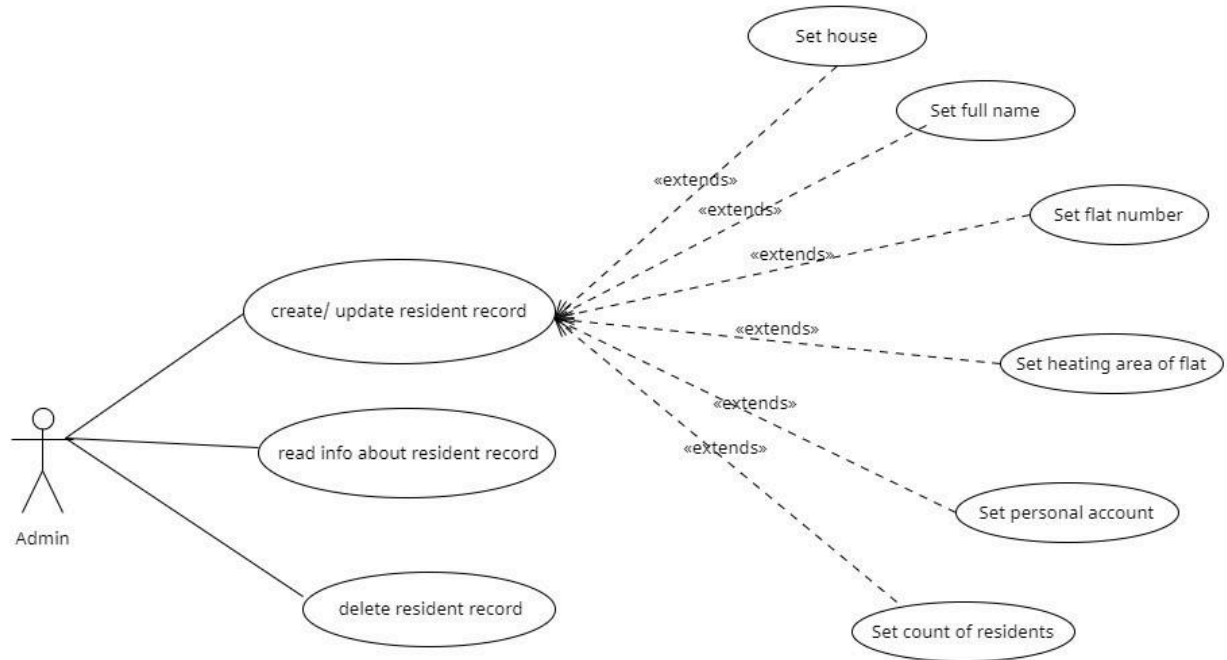 Set house
Set full name
«extends»
«extends»
Set flat number
«extends»
create/ update resident record
«extends»
Set heating area of flat
«extends»
«extends»
read info about resident record
Set personal account
Admin
delete resident record
Set count of residents